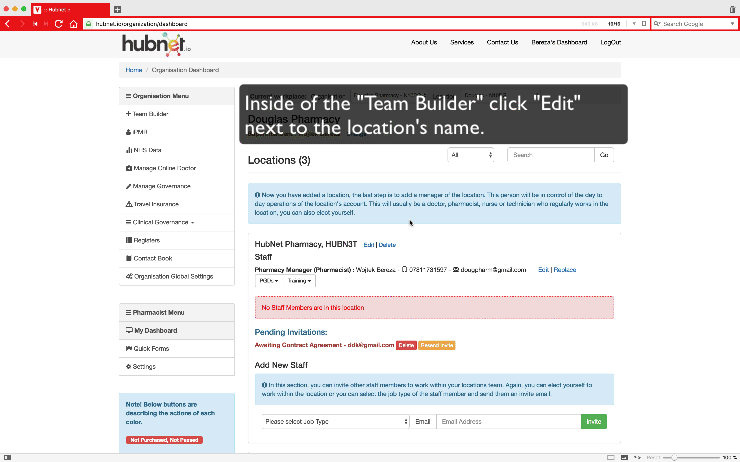 :: Hubnet ::
hubnet.io/organization/dashboard
Search Google
hubnet.io
About Us Services Contact Us Bereza's Dashboard LogOut
Home / Organisation Dashboard
Organisation Menu
Team Builder
IPMR
NHS Data
Manage Online Doctor
Manage Governance
Travel Insurance
Clinical Governance
Registers
Contact Book
Organisation Global Settings
Pharmacist Menu
My Dashboard
Quick Forms
Settings
Note! Below buttons are
describing the actions of each
color.
Not Purchased, Not Passed
Inside of the "Team Builder" click "Edit"
next to the location's name.
Douglas Pharmacy
Locations (3)
All
Search
Go
Now you have added a location, the last step is to add a manager of the location. This person will be in control of the day to
day operations of the location's account. This will usually be a doctor, pharmacist, nurse or technician who regularly works in the
location, you can also elect yourself.
HubNet Pharmacy, HUBN3T Edit | Delete
Staff
Pharmacy Manager (Pharmacist) : Wojtek Bereza - 07811731597 - dougpharm@gmail.com Edit | Replace
PGDs Training
No Staff Members are in this location
Pending Invitations:
Awaiting Contract Agreement - ddk@gmail.com Delete Resend Invite
Add New Staff
In this section, you can invite other staff members to work within your locations team. Again, you can elect yourself to
work within the location or you can select the job type of the staff member and send them an invite email.
Please select Job Type
Email
Email Address
Invite
Reset
100 %